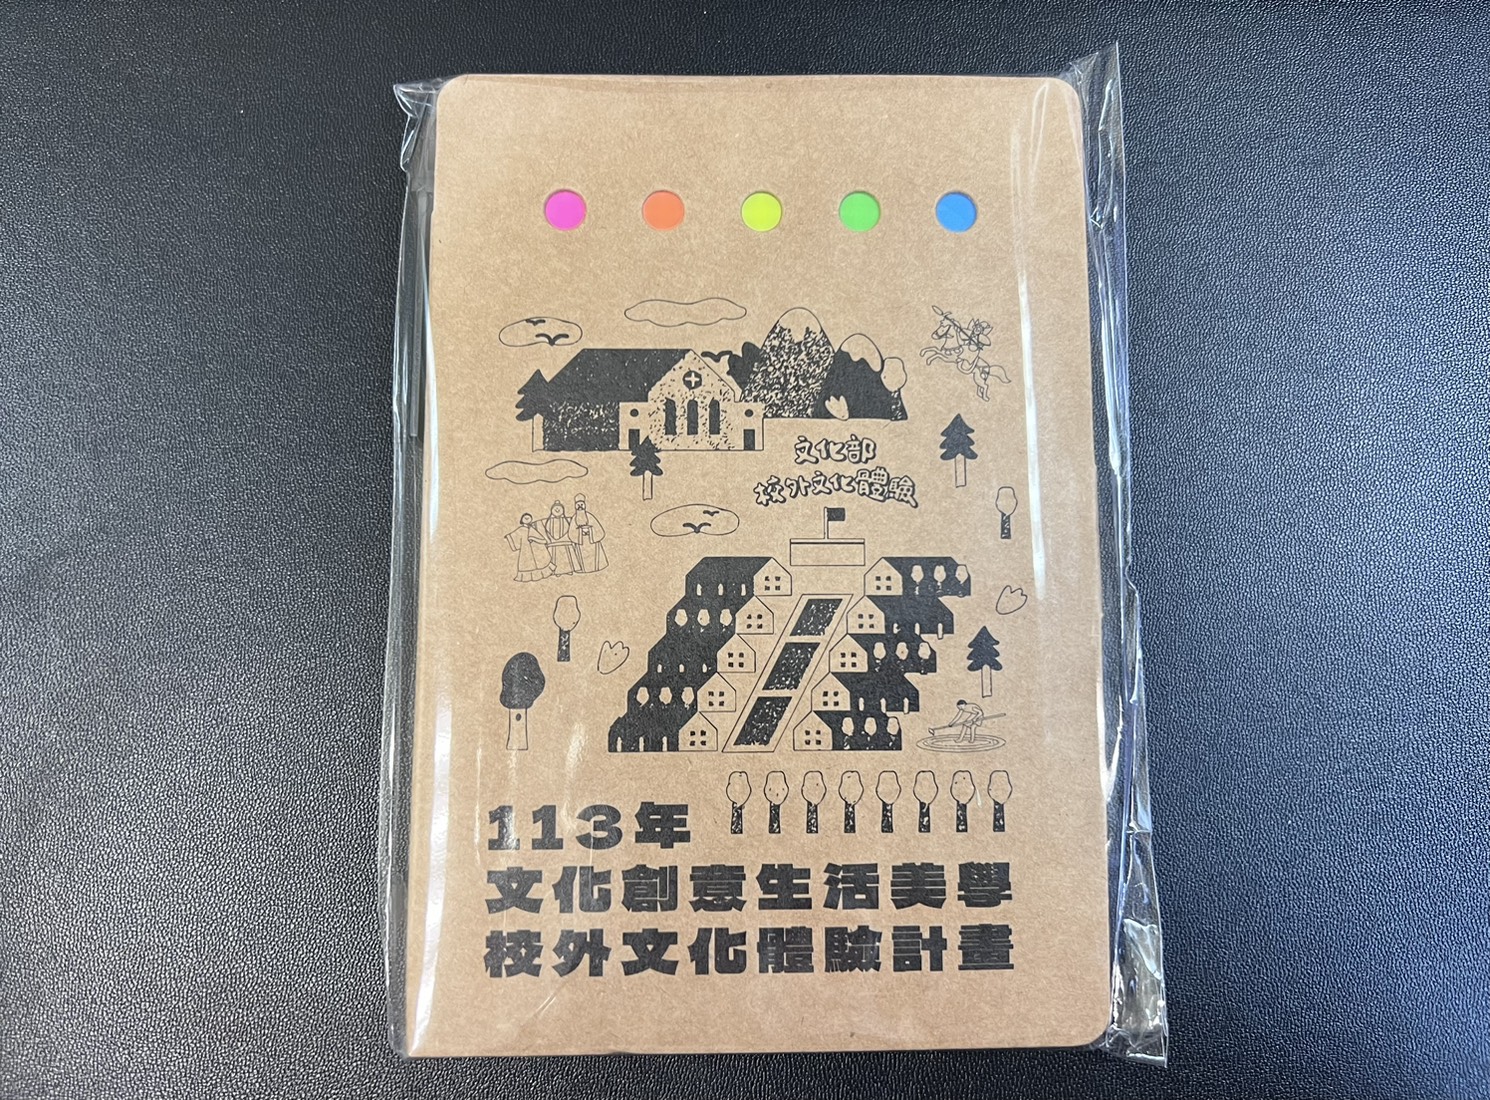 文化部
校外文化體驗
113年
文化創意生活美學
校外文化體驗計畫